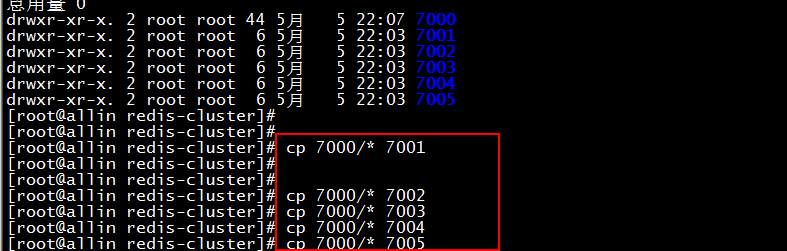 总用量 0
drwxr-xr-x. 2 root root 44 5月   5 22:07 7000
drwxr-xr-x. 2 root root  6 5月   5 22:03 7001
drwxr-xr-x. 2 root root  6 5月   5 22:03 7002
drwxr-xr-x. 2 root root  6 5月   5 22:03 7003
drwxr-xr-x. 2 root root  6 5月   5 22:03 7004
drwxr-xr-x. 2 root root  6 5月   5 22:03 7005
[root@allin redis-cluster]#
[root@allin redis-cluster]#
[root@allin redis-cluster]# cp 7000/* 7001
[root@allin redis-cluster]#
[root@allin redis-cluster]#
[root@allin redis-cluster]# cp 7000/* 7002
[root@allin redis-cluster]# cp 7000/* 7003
[root@allin redis-cluster]# cp 7000/* 7004
[root@allin redis-cluster]# cp 7000/* 7005